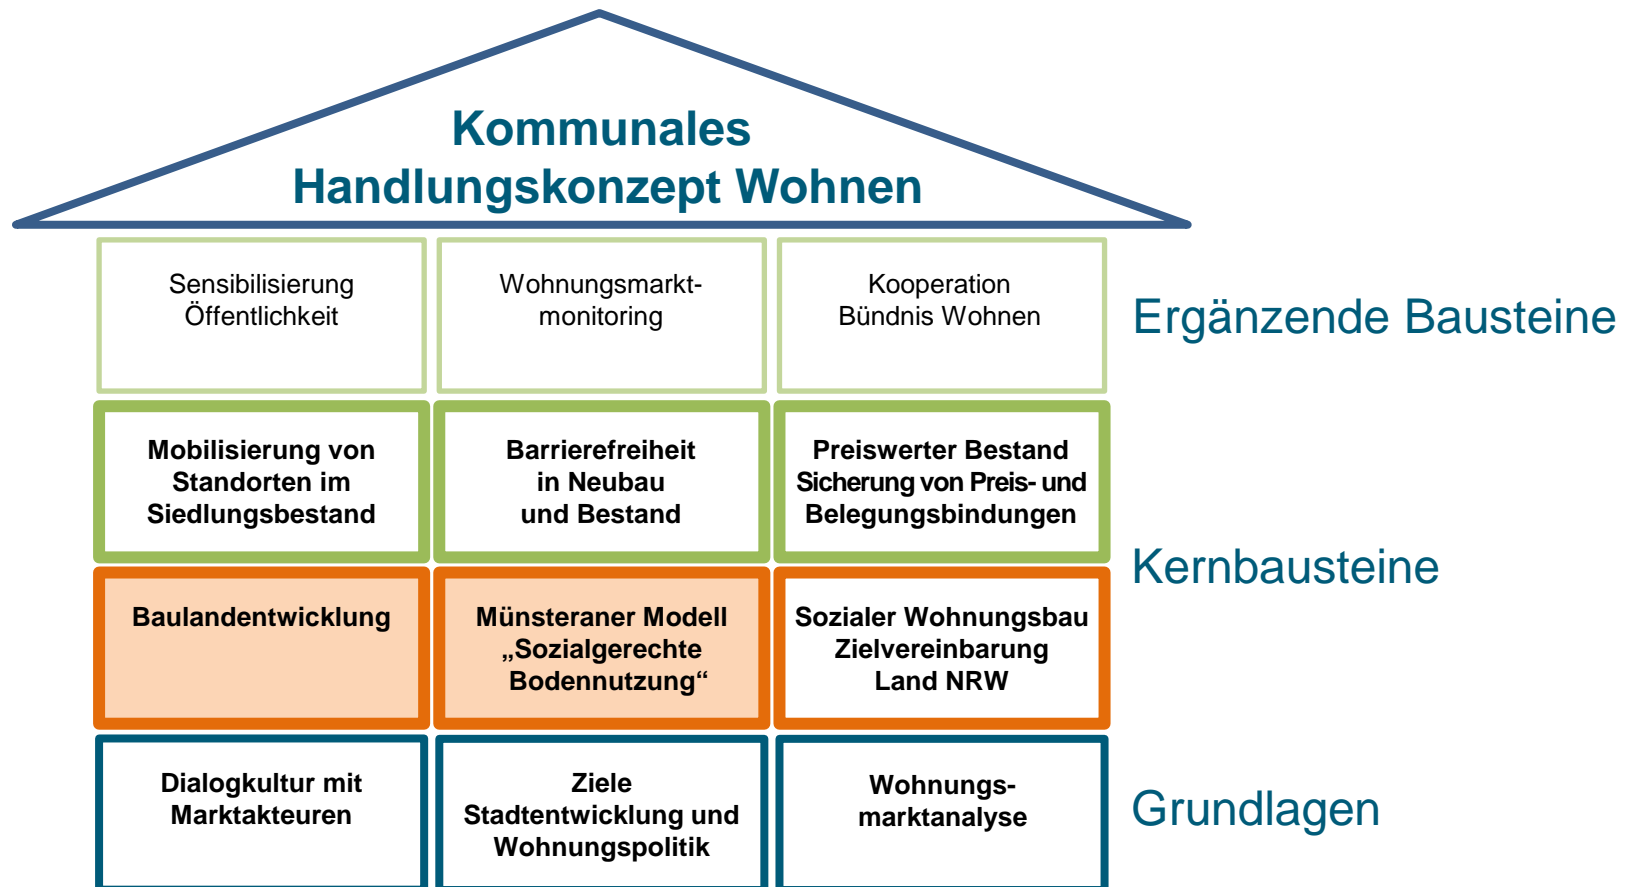 Kommunales
Handlungskonzept Wohnen
Sensibilisierung
Öffentlichkeit
Wohnungsmarkt-
monitoring
Kooperation
Bündnis Wohnen
Ergänzende Bausteine
Mobilisierung von
Standorten im
Siedlungsbestand
Barrierefreiheit
in Neubau
und Bestand
Preiswerter Bestand
Sicherung von Preis- und
Belegungsbindungen
Kernbausteine
Baulandentwicklung
Münsteraner Modell
„Sozialgerechte
Bodennutzung“
Sozialer Wohnungsbau
Zielvereinbarung
Land NRW
Dialogkultur mit
Marktakteuren
Ziele
Stadtentwicklung und
Wohnungspolitik
Wohnungs-
marktanalyse
Grundlagen